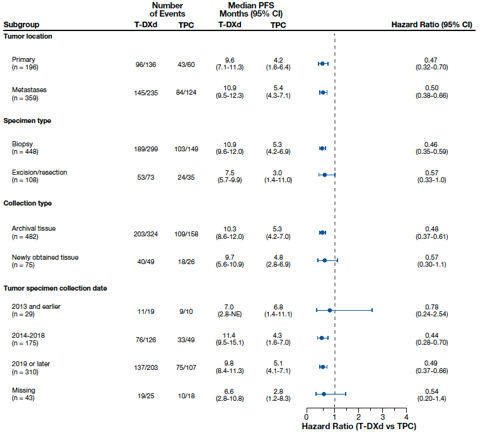 Number of Events Median PFS Months (95% CI)
Subgroup T-DXd TPC T-DXd TPC Hazard Ratio (95% CI)
Tumor location
Primary (n = 196) 96/136 43/60 9.6 (7.1-11.3) 4.2 (1.6-6.4) 0.47 (0.32-0.70)
Metastases (n = 359) 145/235 84/124 10.9 (9.5-12.3) 5.4 (4.3-7.1) 0.50 (0.38-0.66)
Specimen type
Biopsy (n = 448) 189/299 103/149 10.9 (9.6-12.0) 5.3 (4.2-6.9) 0.46 (0.35-0.59)
Excision/resection (n = 108) 53/73 24/35 7.5 (5.7-9.9) 3.0 (1.4-11.0) 0.57 (0.33-1.0)
Collection type
Archival tissue (n = 482) 203/324 109/158 10.3 (8.6-12.0) 5.3 (4.2-7.0) 0.48 (0.37-0.61)
Newly obtained tissue (n = 75) 40/49 18/26 9.7 (5.6-10.9) 4.8 (2.8-6.9) 0.57 (0.30-1.1)
Tumor specimen collection date
2013 and earlier (n = 29) 11/19 9/10 7.0 (2.8-NE) 6.8 (1.4-11.1) 0.78 (0.24-2.54)
2014-2018 (n = 175) 76/126 33/49 11.4 (9.5-15.1) 4.3 (1.6-7.0) 0.44 (0.28-0.70)
2019 or later (n = 310) 137/203 75/107 9.8 (8.4-11.3) 5.1 (4.1-7.1) 0.49 (0.37-0.66)
Missing (n = 43) 19/25 10/18 6.6 (2.8-10.8) 2.8 (1.2-8.3) 0.54 (0.20-1.4)
0 1 2 3 4
Hazard Ratio (T-DXd vs TPC)